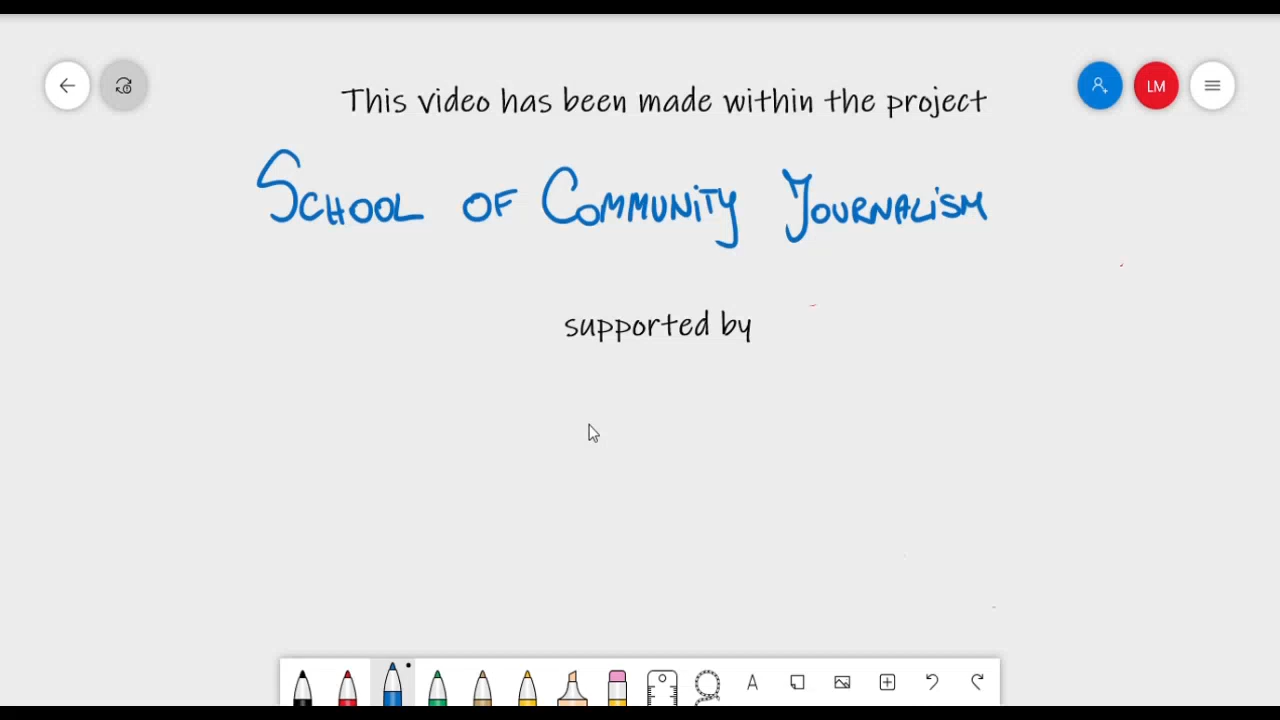 This video has been made within the project
LM
SCHOOL OF COMMUNITY JOURNALISM
supported by
A